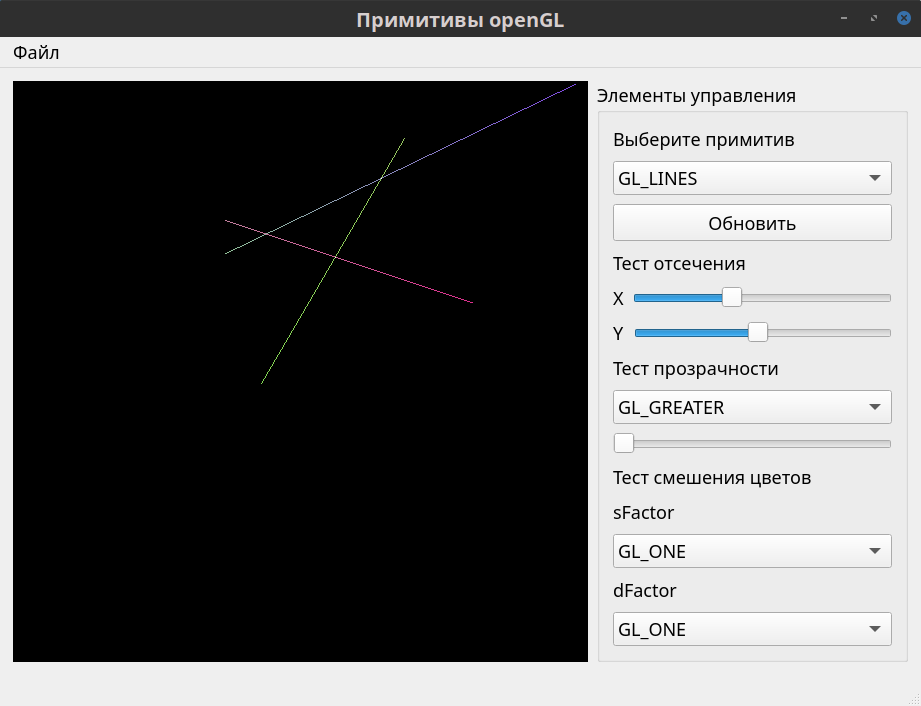 Примитивы openGL
Файл
Элементы управления
Выберите примитив
GL_LINES
Обновить
Тест отсечения
X
Y
Тест прозрачности
GL_GREATER
Тест смешения цветов
sFactor
GL_ONE
dFactor
GL_ONE